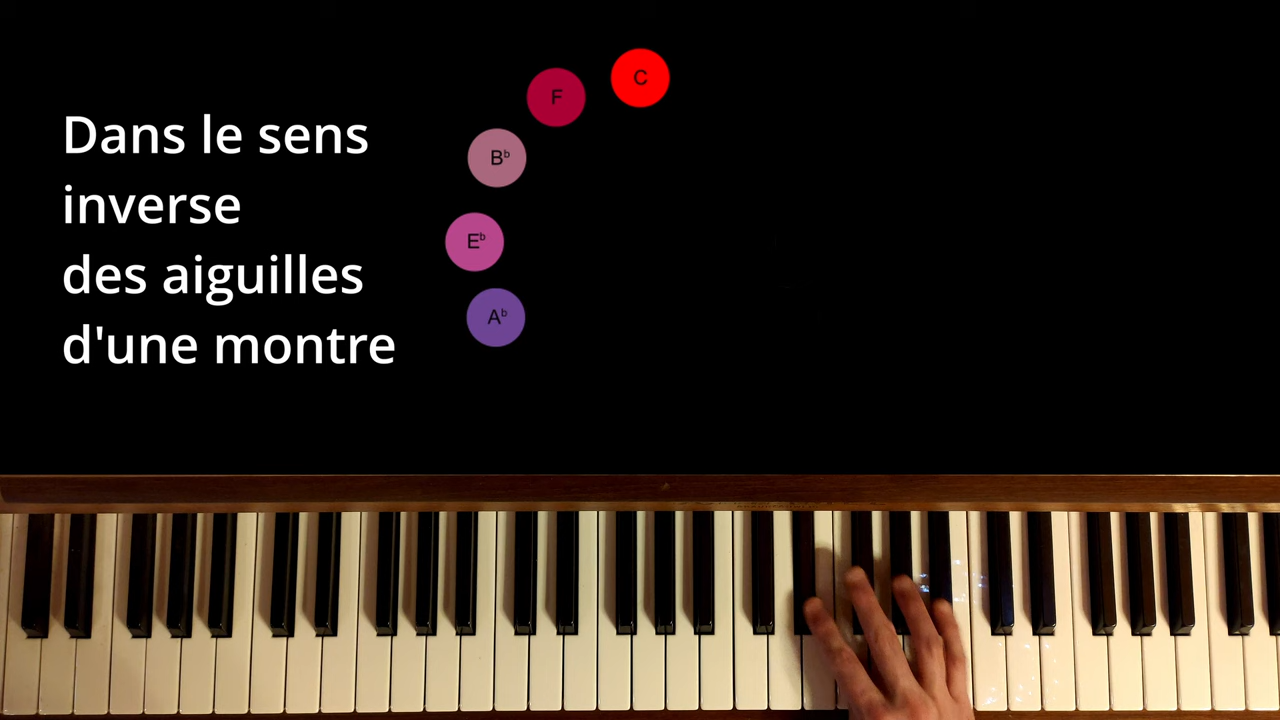 Dans le sens
inverse
des aiguilles
d'une montre
C
F
B♭
E♭
A♭